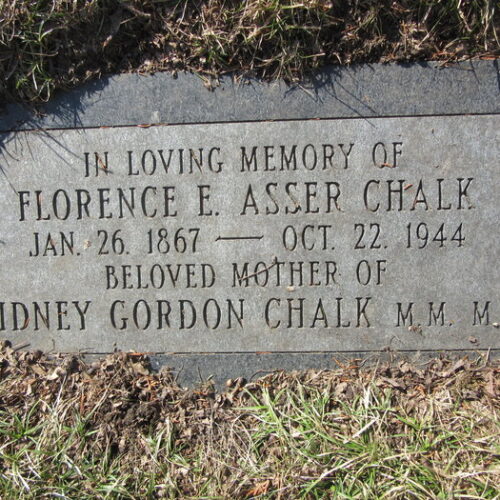 IN LOVING MEMORY OF
FLORENCE E. ASSER CHALK
JAN. 26. 1867 — OCT. 22. 1944
BELOVED MOTHER OF
IDNEY GORDON CHALK M.M. M